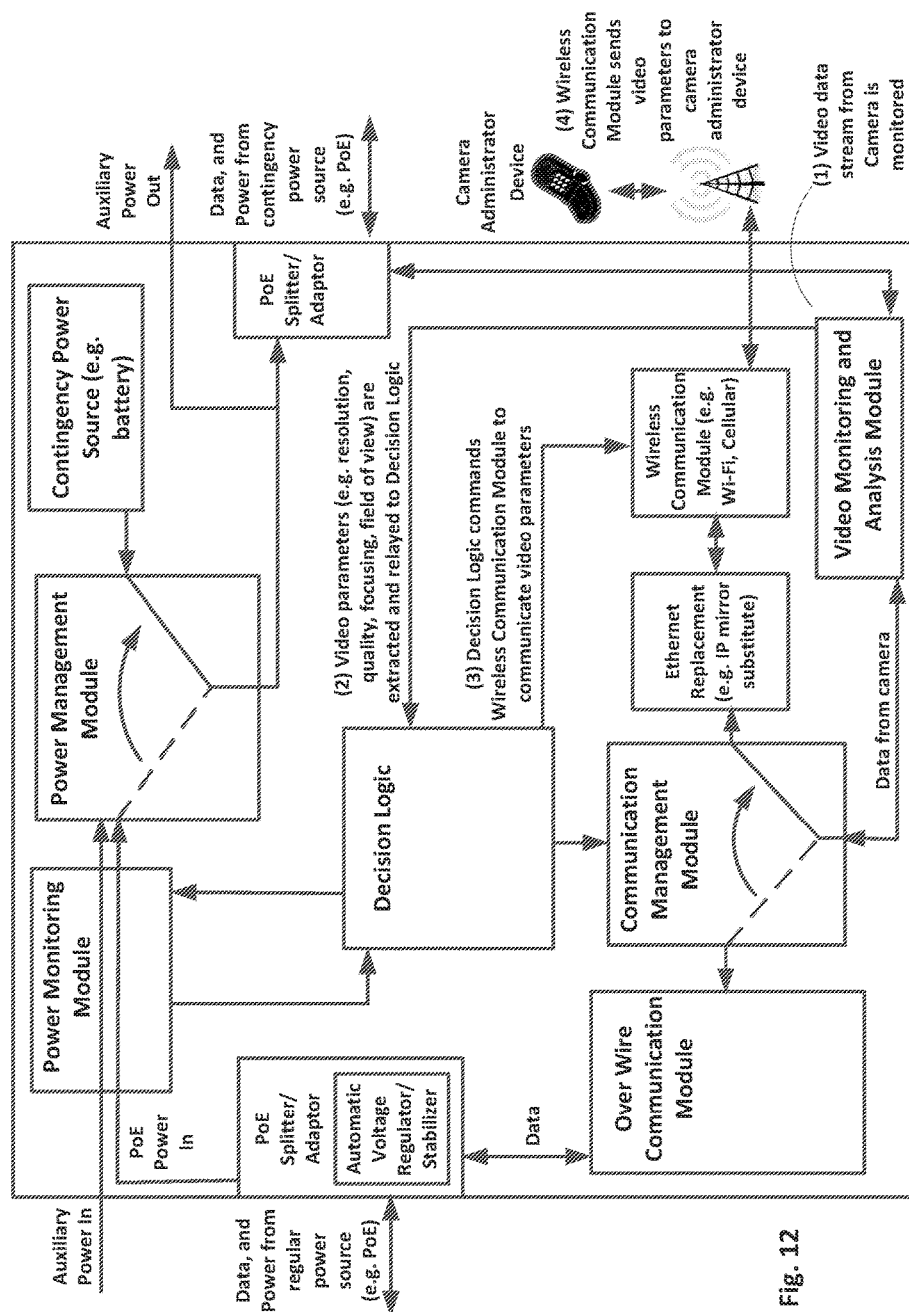 Auxiliary
Power In
Data, and
Power from
regular
power
source
(e.g. PoE)
PoE
Power
In
PoE
Splitter/
Adaptor
Automatic
Voltage
Regulator/
Stabilizer
Data
Power Monitoring
Module
Power Management
Module
Contingency Power
Source (e.g.
battery)
Auxiliary
Power
Out
PoE
Splitter/
Adaptor
Data, and
Power from
contingency
power
source
(e.g. PoE)
Decision Logic
(2) Video parameters (e.g. resolution,
quality, focusing, field of view) are
extracted and relayed to Decision Logic
(3) Decision Logic commands
Wireless Communication Module to
communicate video parameters
Camera
Administrator
Device
(4) Wireless
Communication
Module sends
video
parameters to
camera
administrator
device
Over Wire
Communication
Module
Communication
Management
Module
Ethernet
Replacement
(e.g. IP mirror
substitute)
Wireless
Communication
Module (e.g.
Wi-Fi, Cellular)
Data from camera
Video Monitoring and
Analysis Module
(1) Video data
stream from
Camera is
monitored
Fig. 12